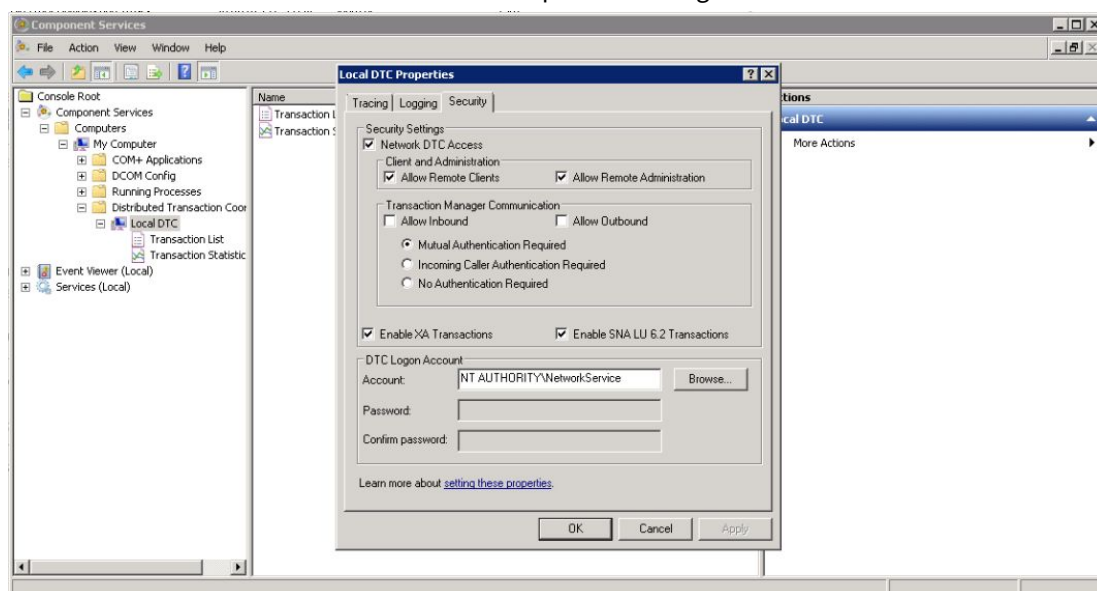 Component Services
File Action View Window Help
Console Root
Component Services
Computers
My Computer
COM+ Applications
DCOM Config
Running Processes
Distributed Transaction Coor
Local DTC
Transaction List
Transaction Statistic
Event Viewer (Local)
Services (Local)
Name
Transaction L
Transaction S
Local DTC Properties
Tracing Logging Security
Security Settings
Network DTC Access
Client and Administration
Allow Remote Clients Allow Remote Administration
Transaction Manager Communication
Allow Inbound Allow Outbound
Mutual Authentication Required
Incoming Caller Authentication Required
No Authentication Required
Enable XA Transactions Enable SNA LU 6.2 Transactions
DTC Logon Account
Account: NT AUTHORITY\NetworkService Browse...
Password:
Confirm password:
Learn more about setting these properties.
OK Cancel Apply
ctions
cal DTC
More Actions